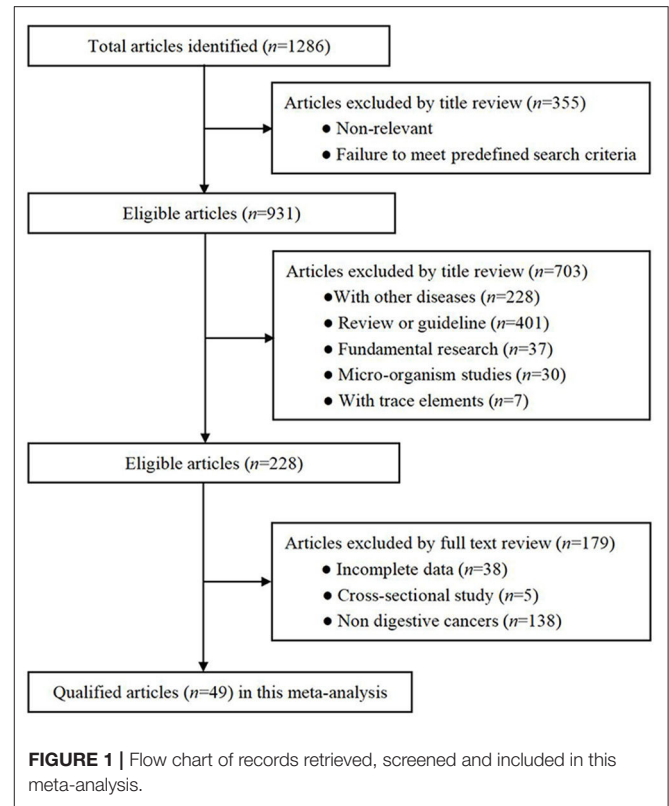 Total articles identified (n=1286)
Articles excluded by title review (n=355)
● Non-relevant
● Failure to meet predefined search criteria
Eligible articles (n=931)
Articles excluded by title review (n=703)
●With other diseases (n=228)
● Review or guideline (n=401)
● Fundamental research (n=37)
● Micro-organism studies (n=30)
● With trace elements (n=7)
Eligible articles (n=228)
Articles excluded by full text review (n=179)
● Incomplete data (n=38)
● Cross-sectional study (n=5)
● Non digestive cancers (n=138)
Qualified articles (n=49) in this meta-analysis
FIGURE 1 | Flow chart of records retrieved, screened and included in this
meta-analysis.